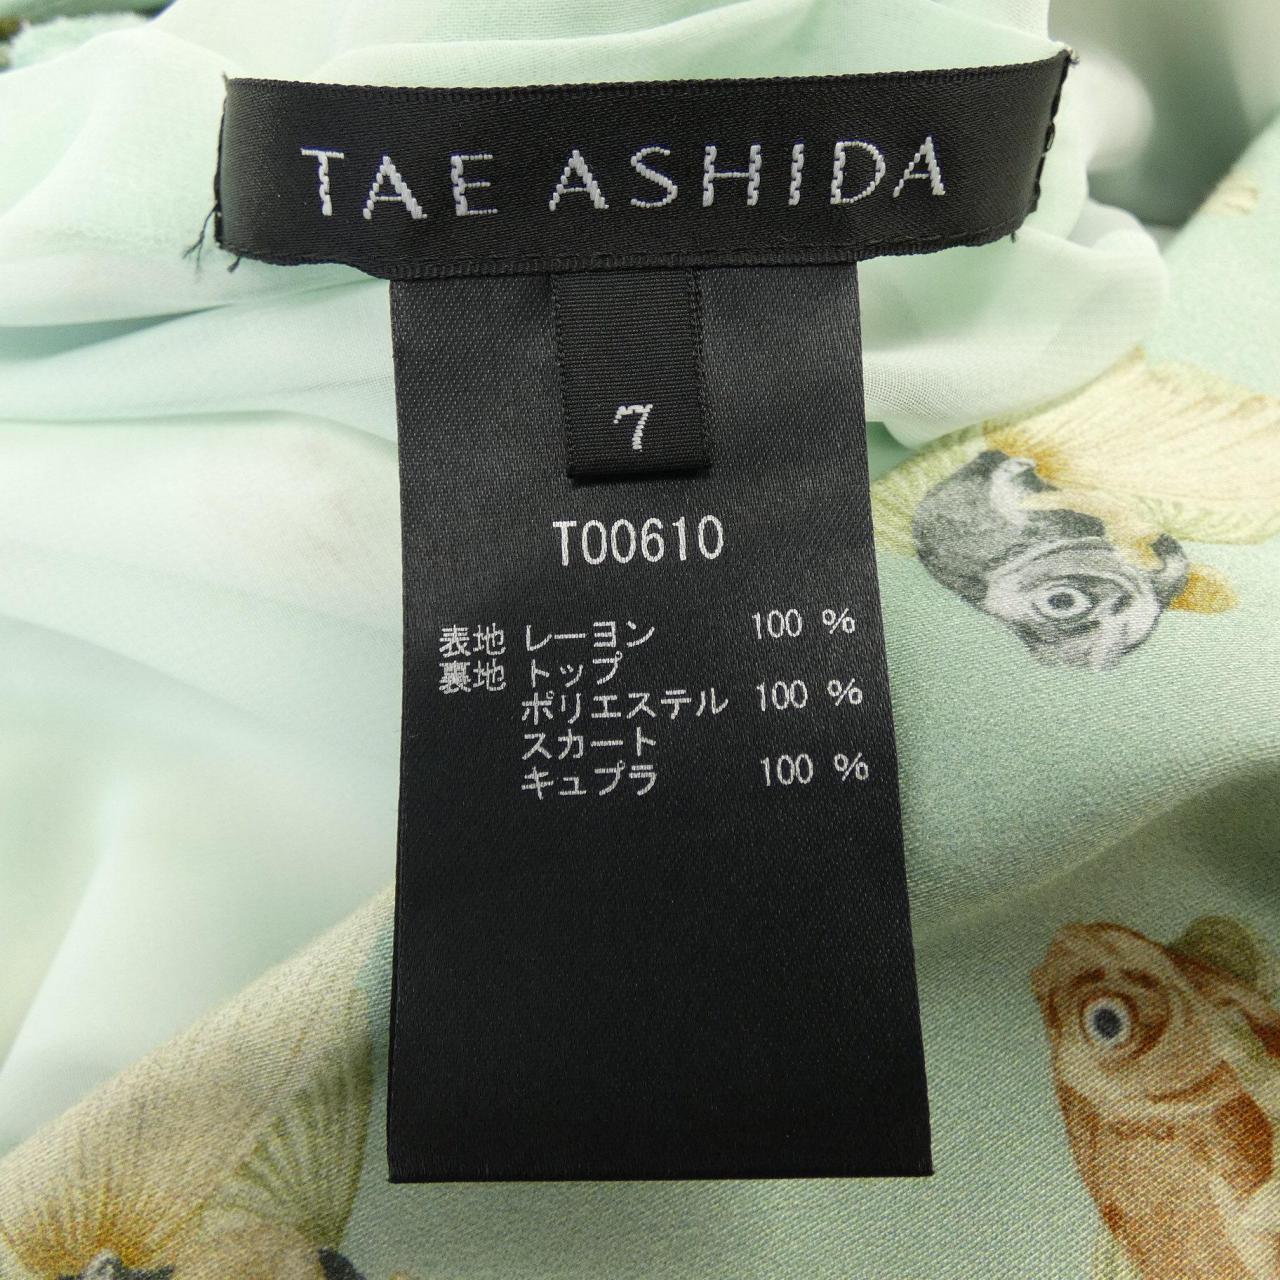 TAE ASHIDA
7
T00610
表地 レーヨン 100 %
裏地 トップ
ポリエステル 100 %
スカート
キュプラ 100 %